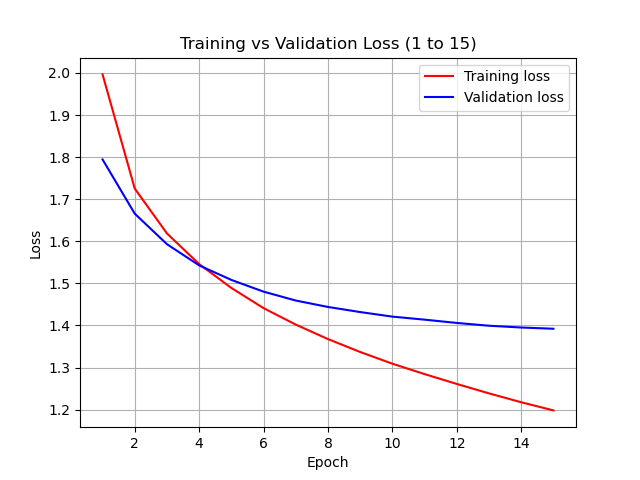 Training vs Validation Loss (1 to 15)
Training loss
Validation loss
2.0
1.9
1.8
1.7
1.6
1.5
1.4
1.3
1.2
Loss
2 4 6 8 10 12 14
Epoch